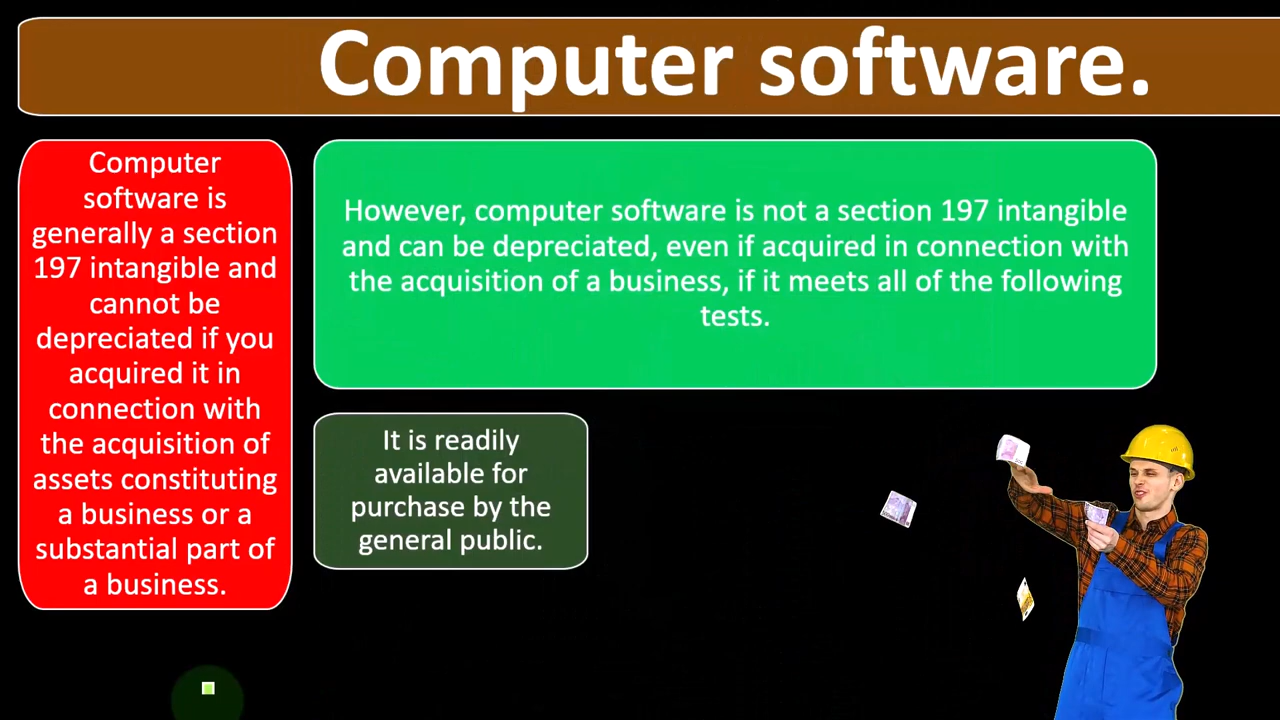 Computer software.
Computer
software is
generally a section
197 intangible and
cannot be
depreciated if you
acquired it in
connection with
the acquisition of
assets constituting
a business or a
substantial part of
a business.
However, computer software is not a section 197 intangible
and can be depreciated, even if acquired in connection with
the acquisition of a business, if it meets all of the following
tests.
It is readily
available for
purchase by the
general public.